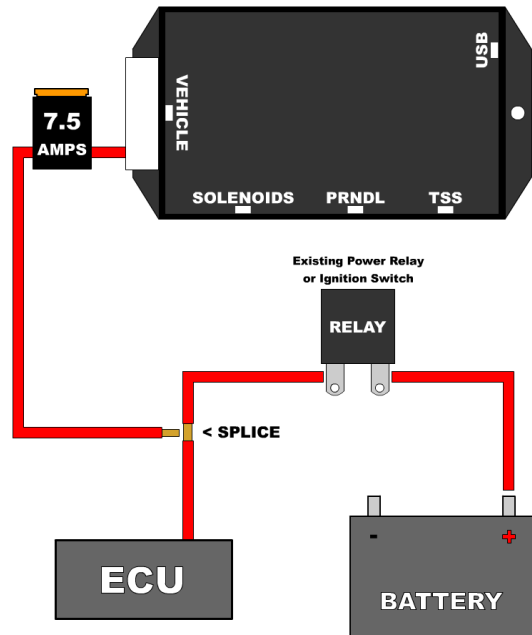 USB
VEHICLE
7.5
AMPS
SOLENOIDS
PRNDL
TSS
Existing Power Relay
or Ignition Switch
RELAY
< SPLICE
ECU
- +
BATTERY